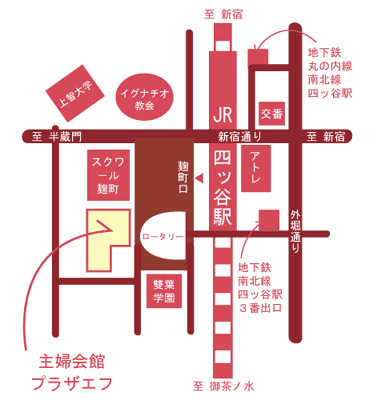 至 新宿
地下鉄
丸の内線
南北線
四ッ谷駅
上智大学
イグナチオ
教会
JR
四ッ谷駅
交番
至 半蔵門
新宿通り
至 新宿
スクワ
ール
麹町
麹町口
アトレ
外堀通り
ロータリー
地下鉄
南北線
四ッ谷駅
3番出口
雙葉
学園
主婦会館
プラザエフ
至 御茶ノ水